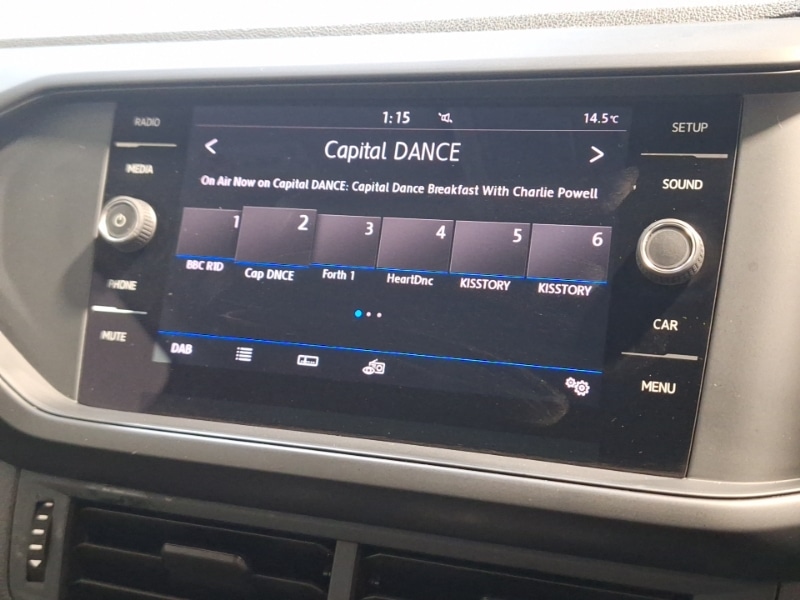 RADIO
MEDIA
PHONE
MUTE
1:15
14.5°C
Capital DANCE
On Air Now on Capital DANCE: Capital Dance Breakfast With Charlie Powell
1 2 3 4 5 6
BBC R1D Cap DNCE Forth 1 HeartDnc KISSTORY KISSTORY
DAB
SETUP
SOUND
CAR
MENU